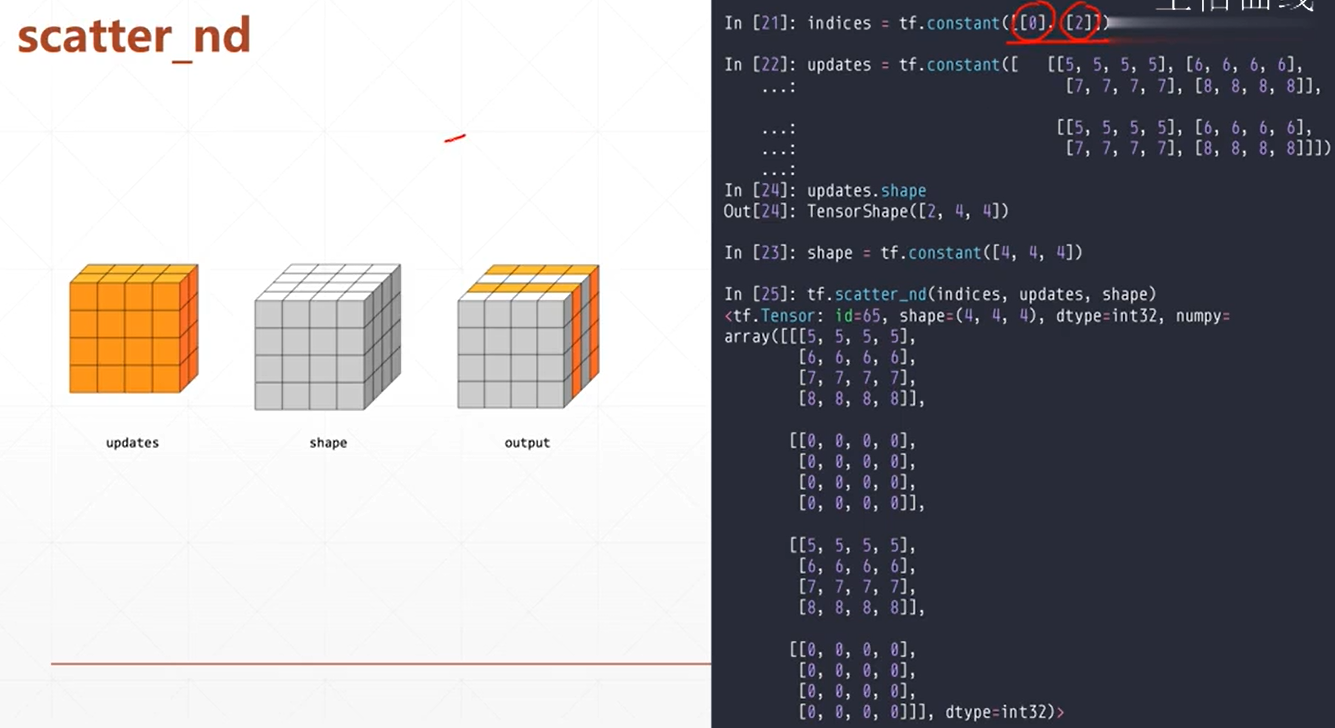 scatter_nd
updates
shape
output
In [21]: indices = tf.constant([[0], [2]])
In [22]: updates = tf.constant([   [[5, 5, 5, 5], [6, 6, 6, 6],
...:                              [7, 7, 7, 7], [8, 8, 8, 8]],
...:                             [[5, 5, 5, 5], [6, 6, 6, 6],
...:                              [7, 7, 7, 7], [8, 8, 8, 8]]])
...:
In [24]: updates.shape
Out[24]: TensorShape([2, 4, 4])
In [23]: shape = tf.constant([4, 4, 4])
In [25]: tf.scatter_nd(indices, updates, shape)
<tf.Tensor: id=65, shape=(4, 4, 4), dtype=int32, numpy=
array([[[5, 5, 5, 5],
[6, 6, 6, 6],
[7, 7, 7, 7],
[8, 8, 8, 8]],
[[0, 0, 0, 0],
[0, 0, 0, 0],
[0, 0, 0, 0],
[0, 0, 0, 0]],
[[5, 5, 5, 5],
[6, 6, 6, 6],
[7, 7, 7, 7],
[8, 8, 8, 8]],
[[0, 0, 0, 0],
[0, 0, 0, 0],
[0, 0, 0, 0],
[0, 0, 0, 0]]], dtype=int32)>